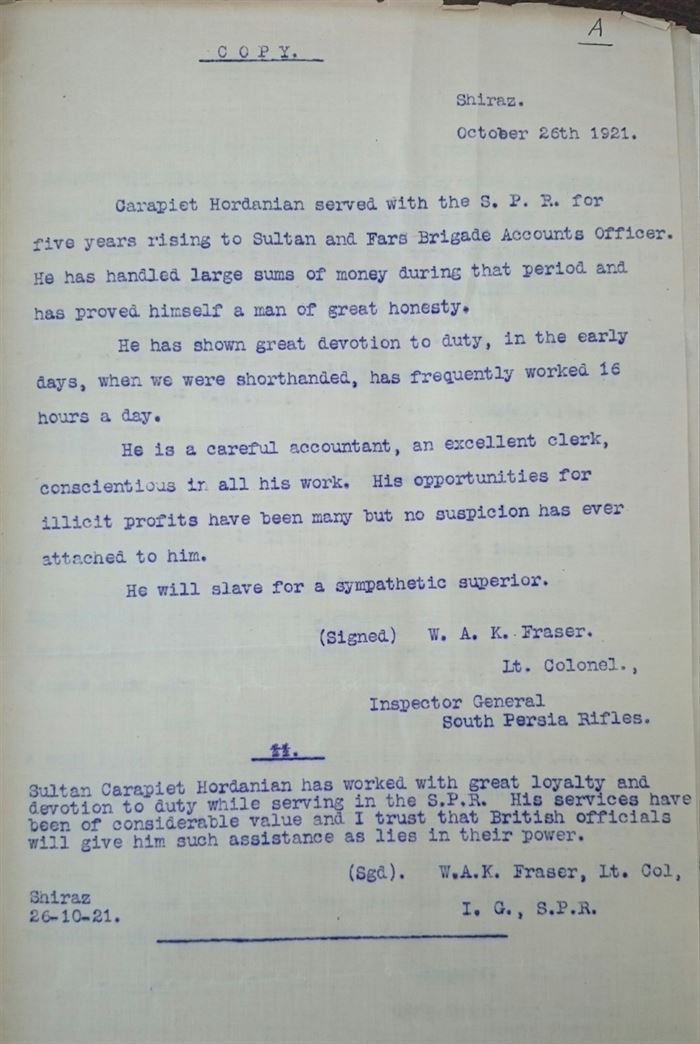 A
COPY.
Shiraz.
October 26th 1921.
Carapiet Hordanian served with the S. P. R. for
five years rising to Sultan and Fars Brigade Accounts Officer.
He has handled large sums of money during that period and
has proved himself a man of great honesty.
He has shown great devotion to duty, in the early
days, when we were shorthanded, has frequently worked 16
hours a day.
He is a careful accountant, an excellent clerk,
conscientious in all his work. His opportunities for
illicit profits have been many but no suspicion has ever
attached to him.
He will slave for a sympathetic superior.
(Signed) W. A. K. Fraser.
Lt. Colonel.,
Inspector General
South Persia Rifles.
Sultan Carapiet Hordanian has worked with great loyalty and
devotion to duty while serving in the S.P.R. His services have
been of considerable value and I trust that British officials
will give him such assistance as lies in their power.
(Sgd). W.A.K. Fraser, Lt. Col,
Shiraz
26-10-21.
I. G., S.P.R.